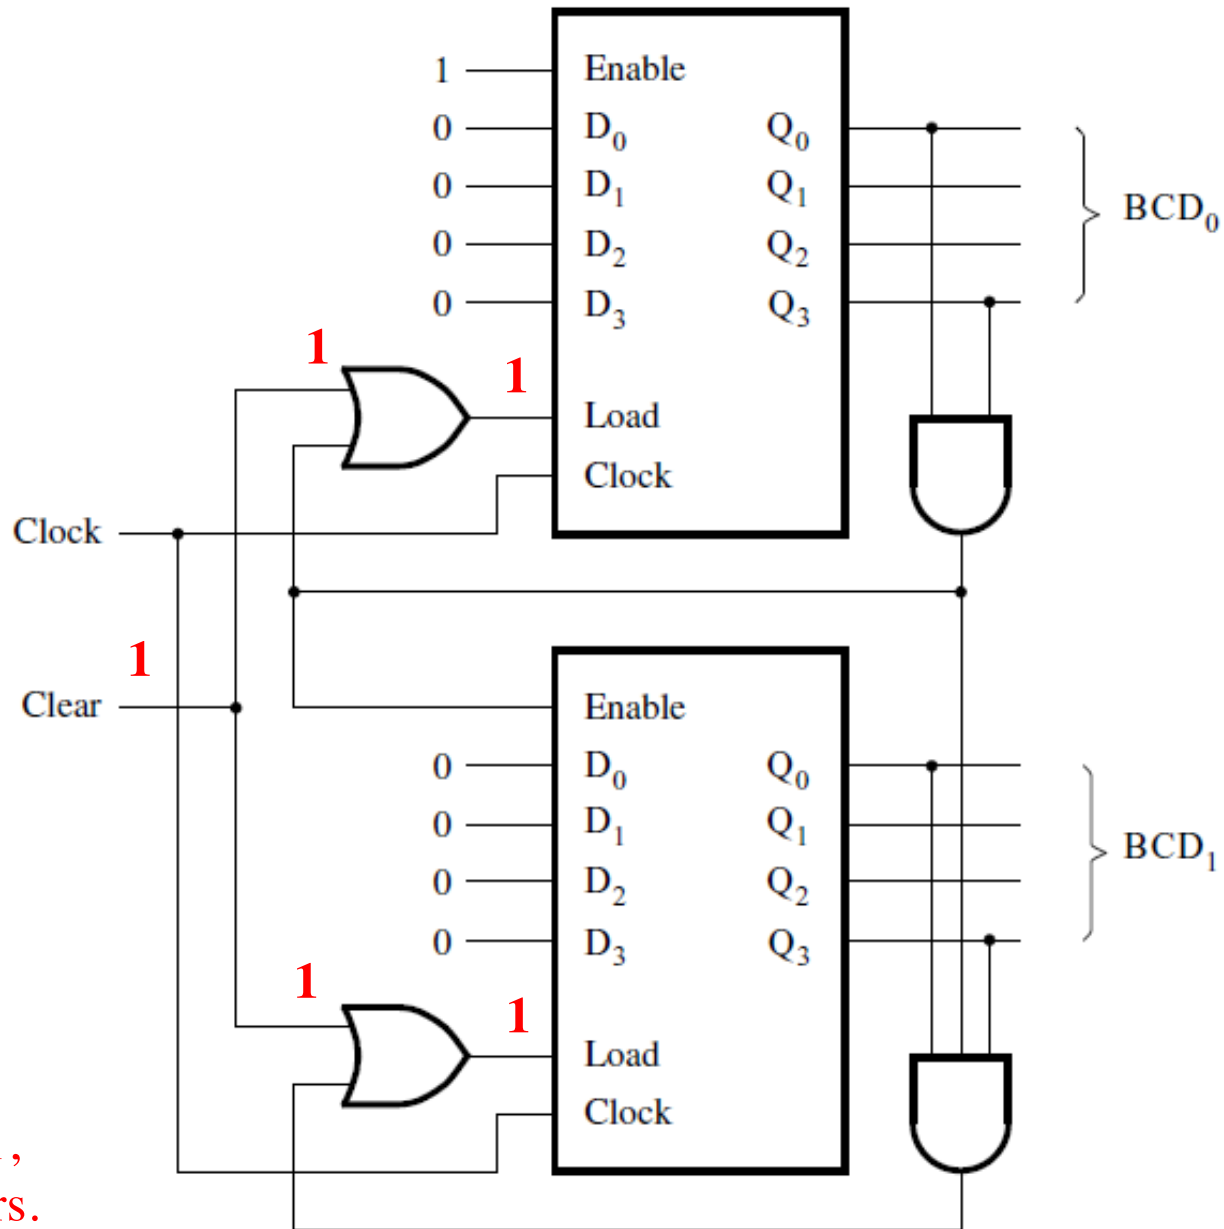 1 Enable
0 D0 Q0
0 D1 Q1
0 D2 Q2
0 D3 Q3
BCD0
1
1
Load
Clock
Clock
1
Clear
Enable
0 D0 Q0
0 D1 Q1
0 D2 Q2
0 D3 Q3
BCD1
1
1
Load
Clock